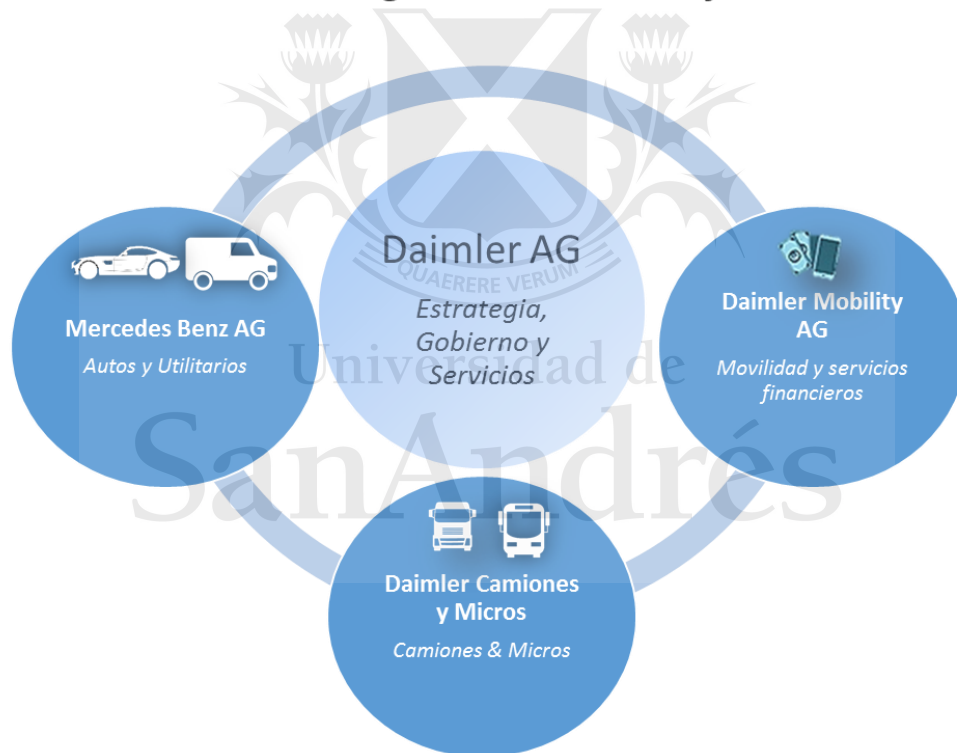 Daimler AG
QUAERERE VERUM
Estrategia,
Gobierno y
Servicios
Mercedes Benz AG
Autos y Utilitarios
Daimler Mobility
AG
Movilidad y servicios
financieros
Universidad de
SanAndrés
Daimler Camiones
y Micros
Camiones & Micros